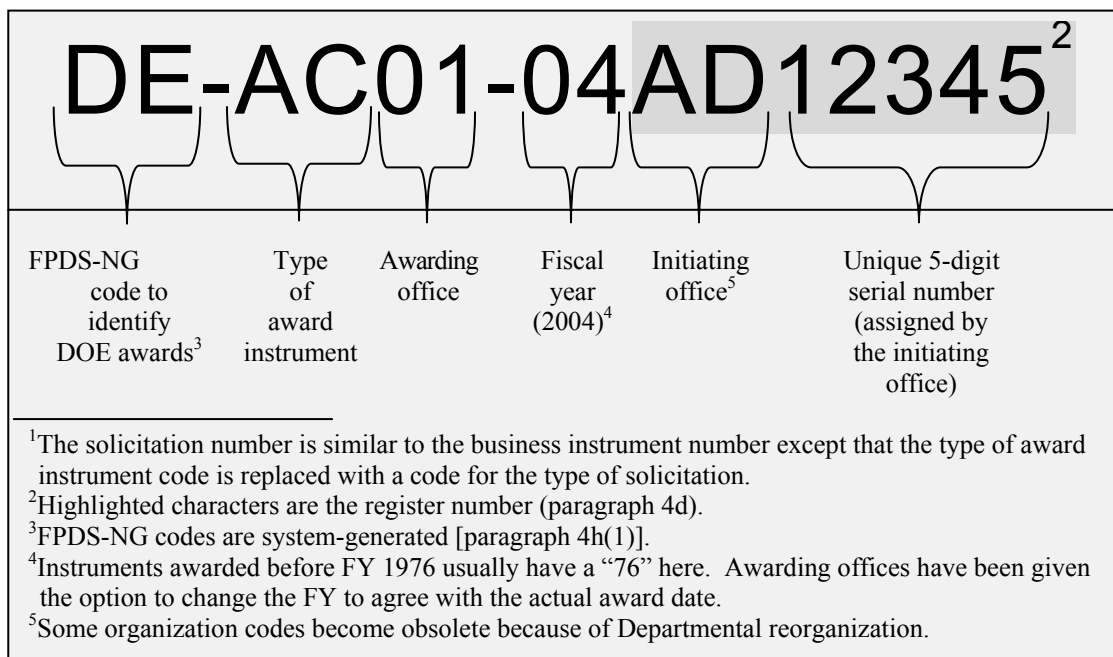 DE-AC01-04AD12345²
FPDS-NG code to identify DOE awards³
Type of award instrument
Awarding office
Fiscal year (2004)⁴
Initiating office⁵
Unique 5-digit serial number (assigned by the initiating office)
¹The solicitation number is similar to the business instrument number except that the type of award
instrument code is replaced with a code for the type of solicitation.
²Highlighted characters are the register number (paragraph 4d).
³FPDS-NG codes are system-generated [paragraph 4h(1)].
⁴Instruments awarded before FY 1976 usually have a “76” here.  Awarding offices have been given
the option to change the FY to agree with the actual award date.
⁵Some organization codes become obsolete because of Departmental reorganization.